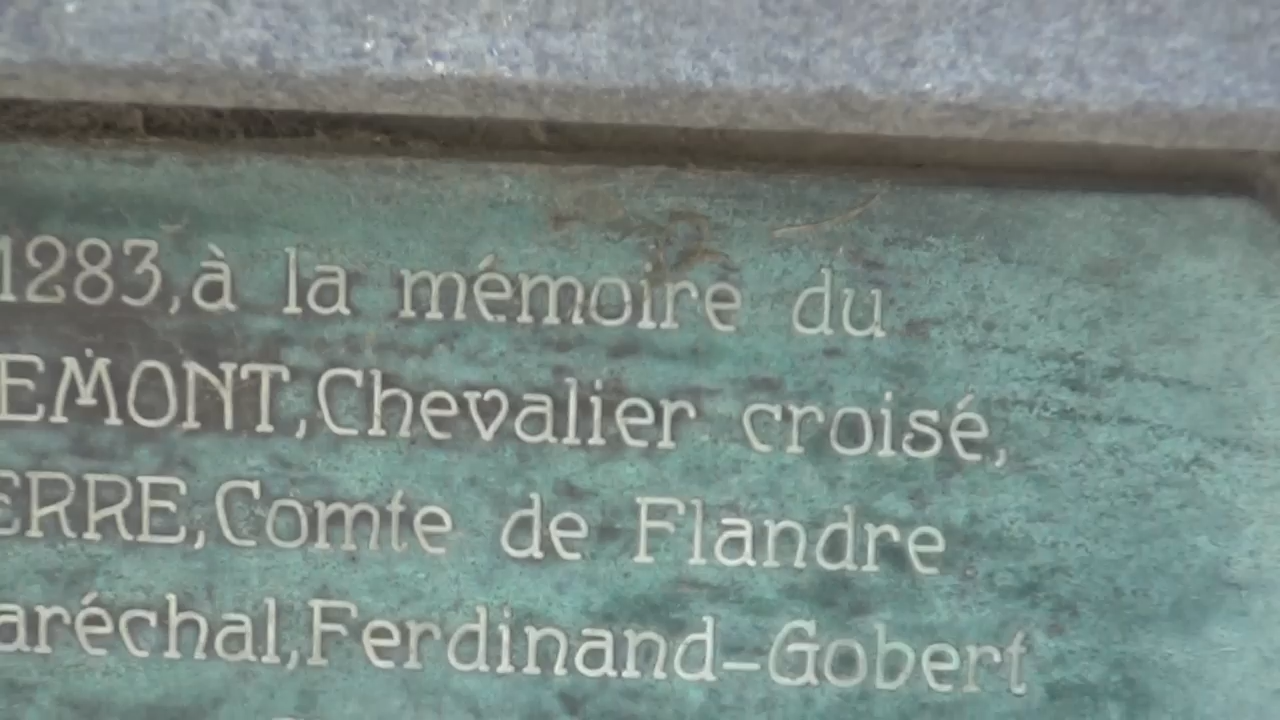 1283,à la mémoire du
EMONT,Chevalier croisé,
ERRE,Comte de Flandre
aréchal,Ferdinand-Gobert